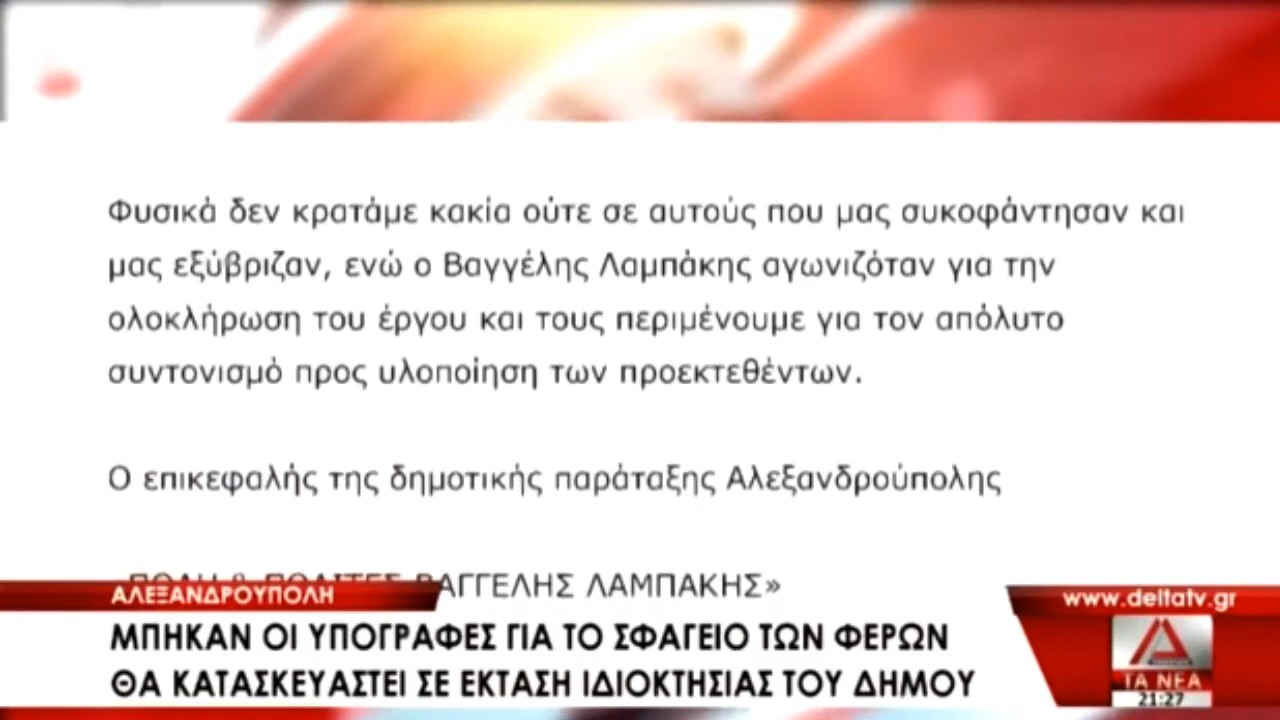 Φυσικά δεν κρατάμε κακία ούτε σε αυτούς που μας συκοφάντησαν και
μας εξύβριζαν, ενώ ο Βαγγέλης Λαμπάκης αγωνιζόταν για την
ολοκλήρωση του έργου και τους περιμένουμε για τον απόλυτο
συντονισμό προς υλοποίηση των προεκτεθέντων.
Ο επικεφαλής της δημοτικής παράταξης Αλεξανδρούπολης
ΠΟΛΗ & ΠΟΛΙΤΕΣ ΒΑΓΓΕΛΗΣ ΛΑΜΠΑΚΗΣ»
ΑΛΕΞΑΝΔΡΟΥΠΟΛΗ
ΜΠΗΚΑΝ ΟΙ ΥΠΟΓΡΑΦΕΣ ΓΙΑ ΤΟ ΣΦΑΓΕΙΟ ΤΩΝ ΦΕΡΩΝ
ΘΑ ΚΑΤΑΣΚΕΥΑΣΤΕΙ ΣΕ ΕΚΤΑΣΗ ΙΔΙΟΚΤΗΣΙΑΣ ΤΟΥ ΔΗΜΟΥ
www.deltatv.gr
ΤΑ ΝΕΑ
21:27